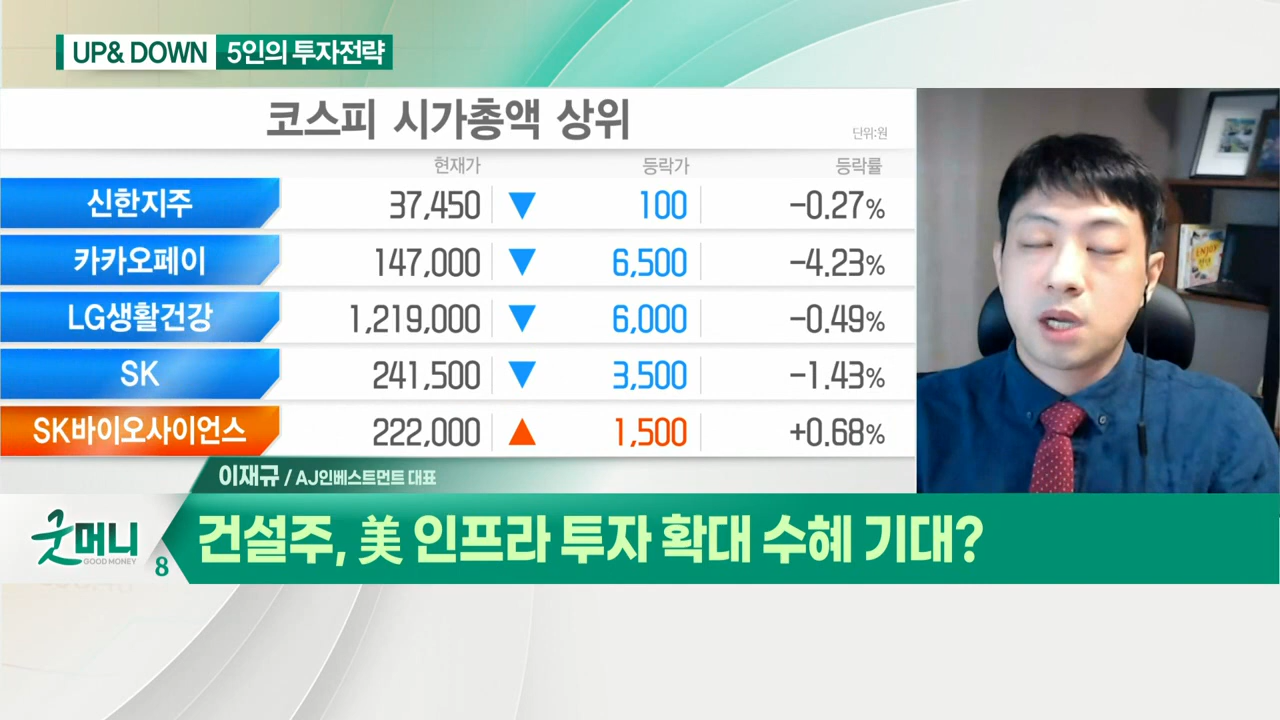 UP& DOWN 5인의 투자전략
코스피 시가총액 상위
단위:원
현재가 등락가 등락률
신한지주 37,450 ▼ 100 -0.27%
카카오페이 147,000 ▼ 6,500 -4.23%
LG생활건강 1,219,000 ▼ 6,000 -0.49%
SK 241,500 ▼ 3,500 -1.43%
SK바이오사이언스 222,000 ▲ 1,500 +0.68%
ENJOY
이재규 / AJ인베스트먼트 대표
굿머니
GOOD MONEY
8
건설주, 美 인프라 투자 확대 수혜 기대?